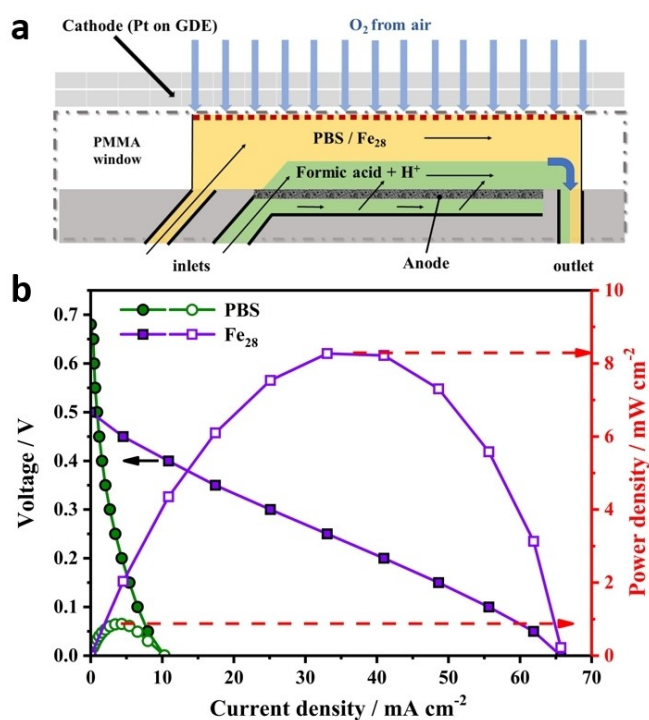 a
Cathode (Pt on GDE)
O₂ from air
PMMA
window
PBS / Fe₂₈
Formic acid + H⁺
inlets
Anode
outlet
b
PBS
Fe₂₈
Voltage / V
0.7
0.6
0.5
0.4
0.3
0.2
0.1
0.0
10
8
6
4
2
0
Power density / mW cm⁻²
0 10 20 30 40 50 60 70
Current density / mA cm⁻²